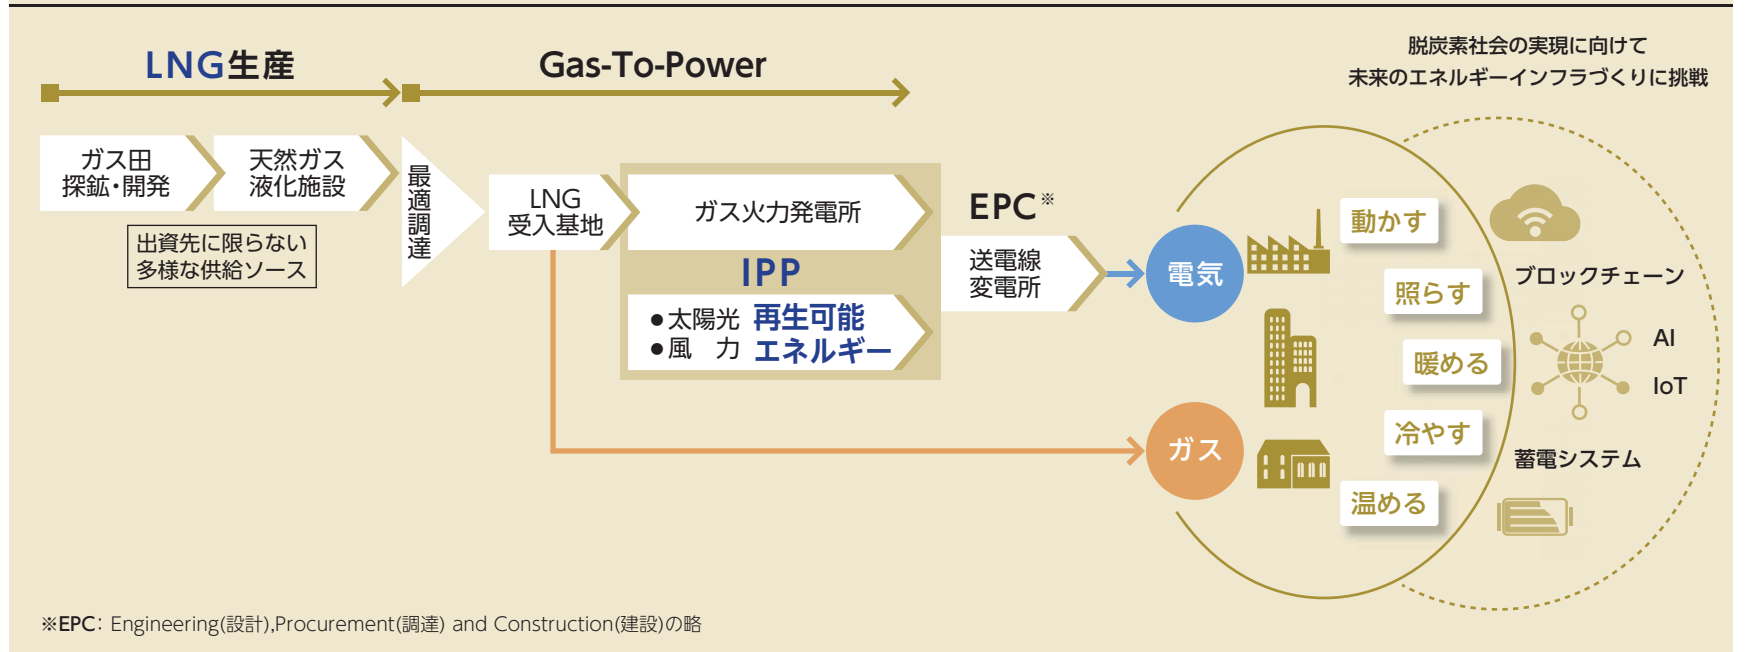 LNG生産
Gas-To-Power
脱炭素社会の実現に向けて
未来のエネルギーインフラづくりに挑戦
ガス田
探鉱・開発
天然ガス
液化施設
出資先に限らない
多様な供給ソース
最適調達
LNG
受入基地
ガス火力発電所
IPP
●太陽光
●風　力
再生可能
エネルギー
EPC※
送電線
変電所
電気
ガス
動かす
照らす
暖める
冷やす
温める
ブロックチェーン
AI
IoT
蓄電システム
※EPC: Engineering(設計),Procurement(調達) and Construction(建設)の略